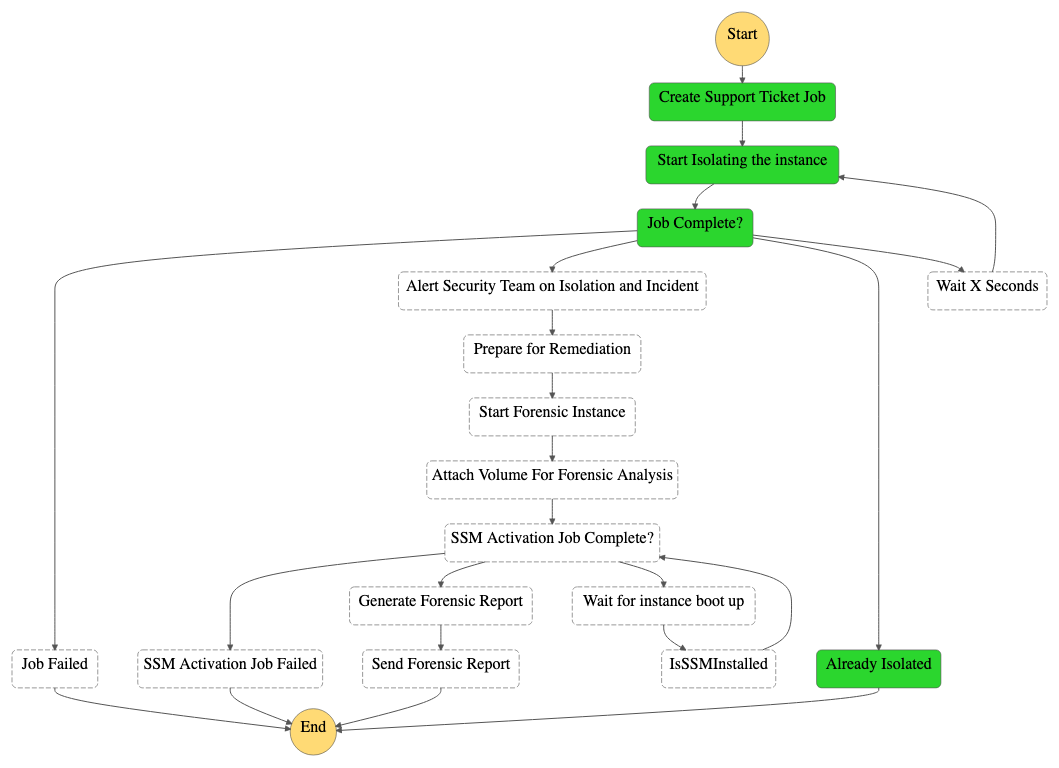 Start
Create Support Ticket Job
Start Isolating the instance
Job Complete?
Alert Security Team on Isolation and Incident
Wait X Seconds
Prepare for Remediation
Start Forensic Instance
Attach Volume For Forensic Analysis
SSM Activation Job Complete?
Generate Forensic Report
Wait for instance boot up
Job Failed
SSM Activation Job Failed
Send Forensic Report
IsSSMInstalled
Already Isolated
End